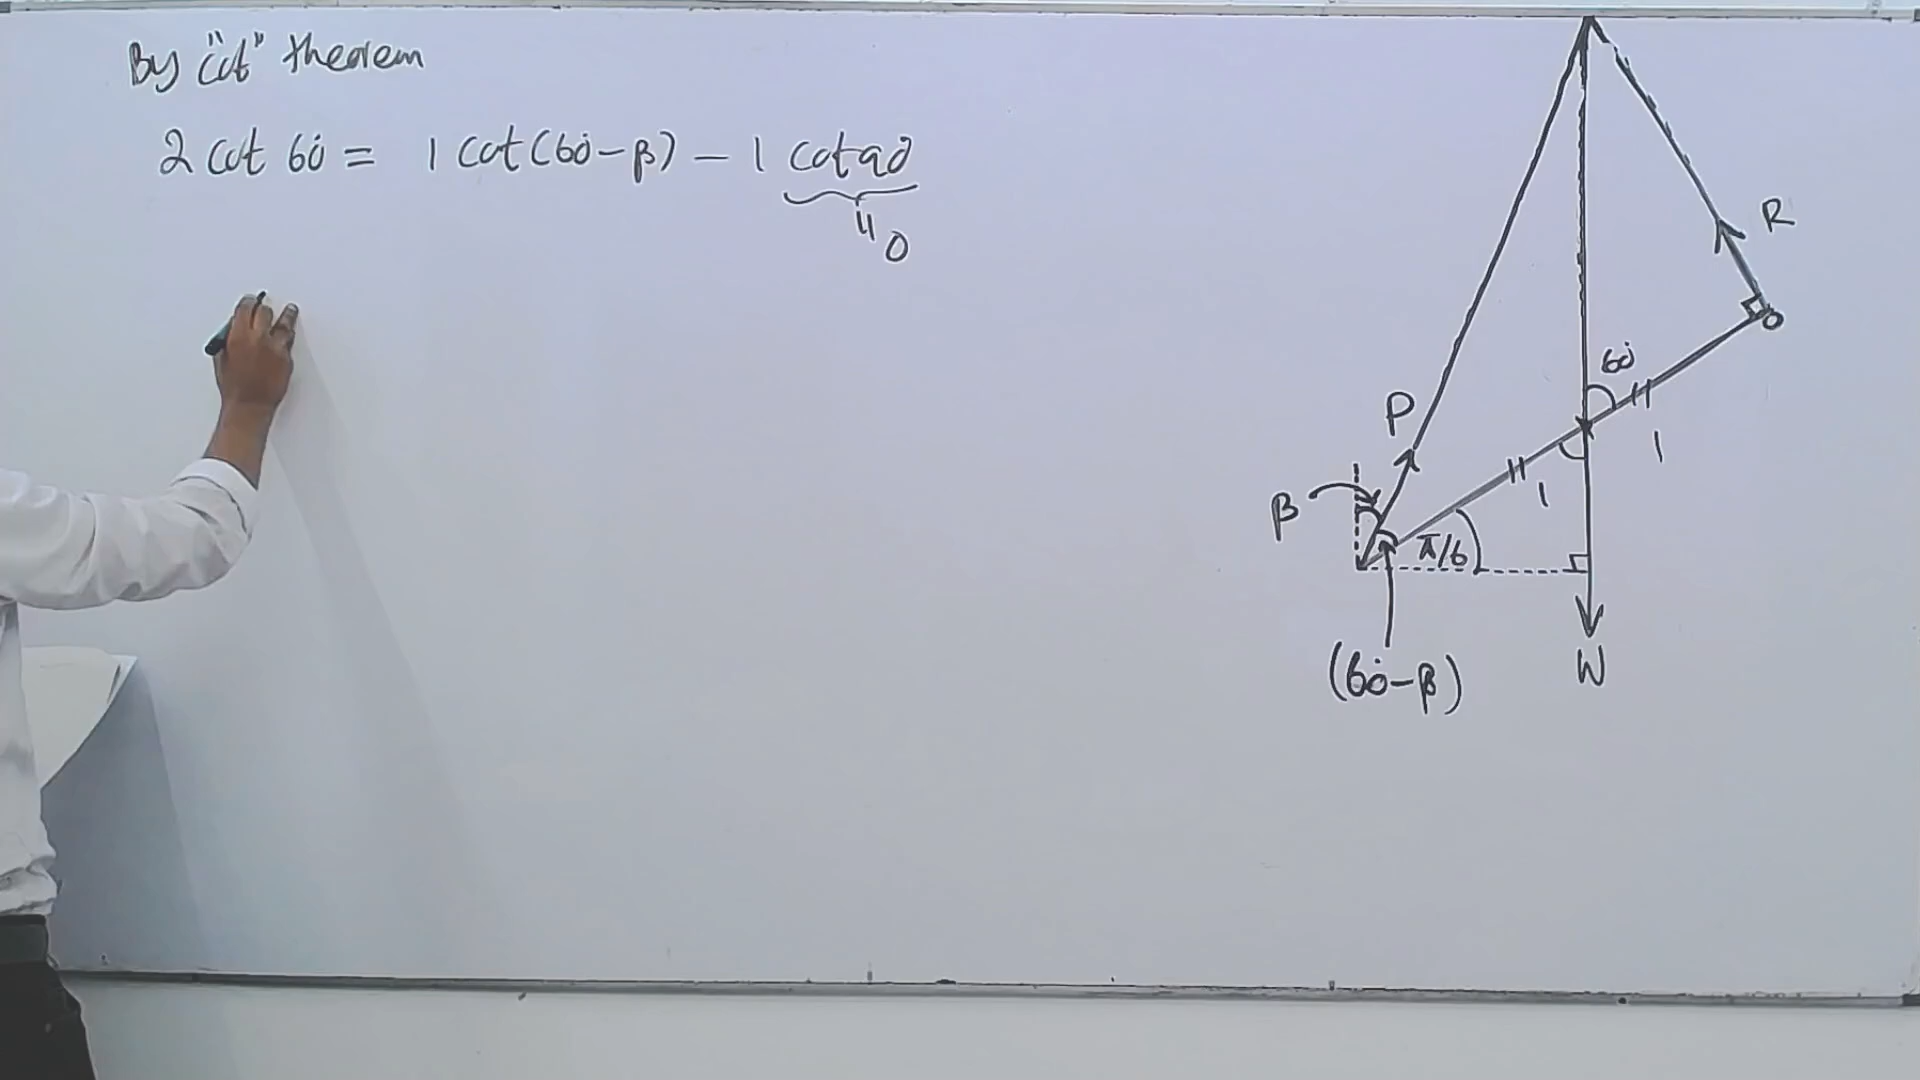 By "cot" theorem
2 cot 60° = 1 cot(60°-β) - 1 cot 90°
" 0
R
60°
P
1
1
β
π/6
(60°-β)
W